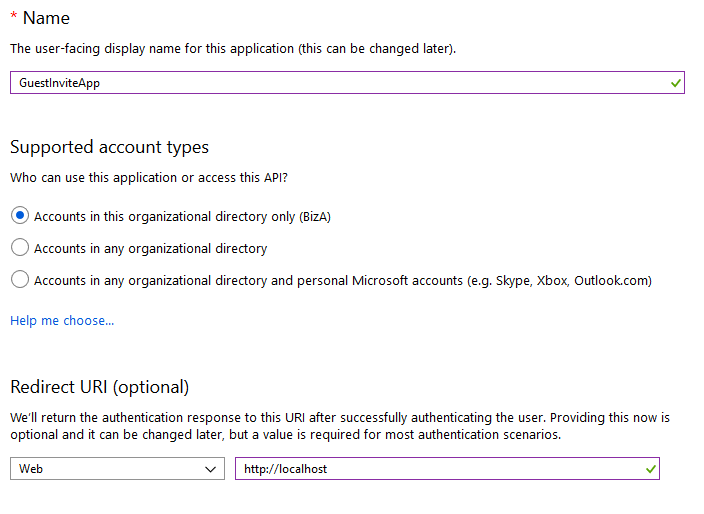 * Name
The user-facing display name for this application (this can be changed later).
GuestInviteApp
Supported account types
Who can use this application or access this API?
Accounts in this organizational directory only (BizA)
Accounts in any organizational directory
Accounts in any organizational directory and personal Microsoft accounts (e.g. Skype, Xbox, Outlook.com)
Help me choose...
Redirect URI (optional)
We'll return the authentication response to this URI after successfully authenticating the user. Providing this now is
optional and it can be changed later, but a value is required for most authentication scenarios.
Web http://localhost